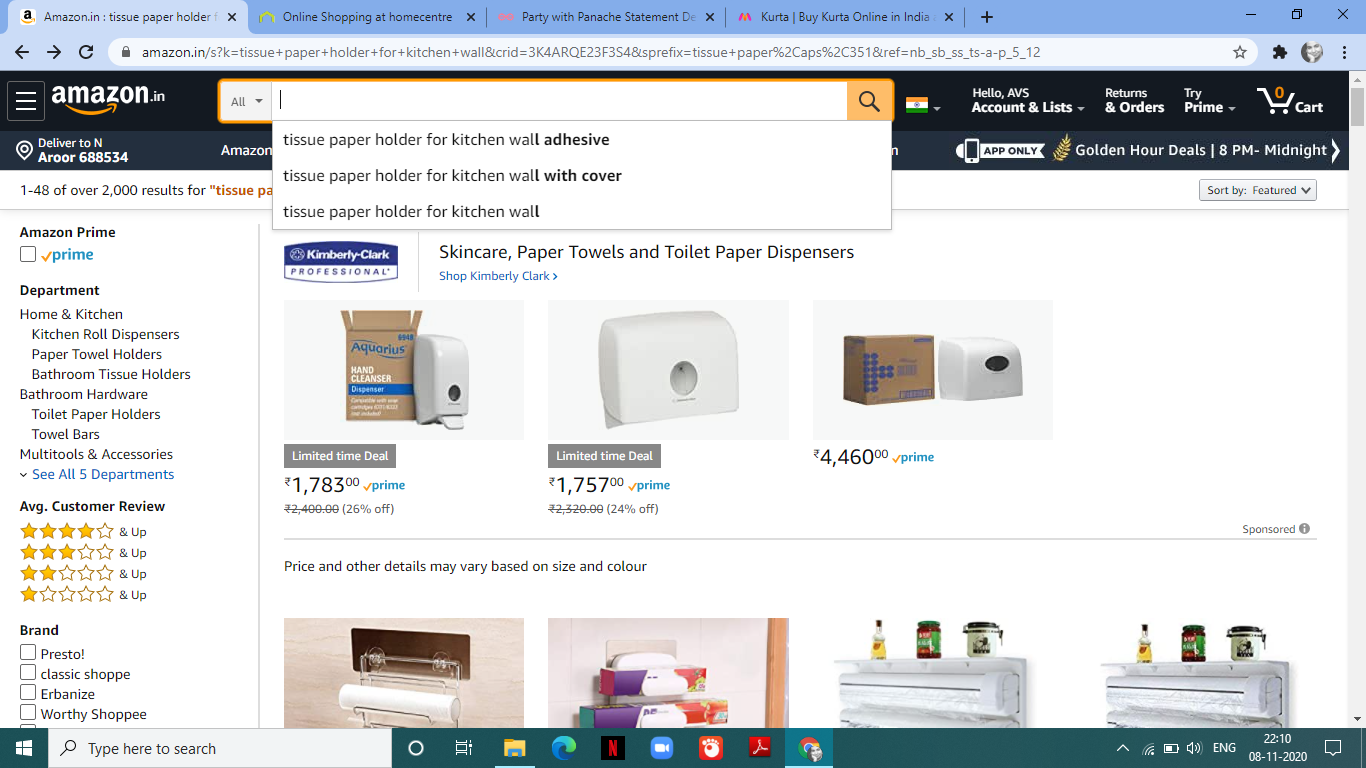 Amazon.in : tissue paper holder f
Online Shopping at homecentre
Party with Panache Statement De
Kurta | Buy Kurta Online in India
amazon.in/s?k=tissue+paper+holder+for+kitchen+wall&crid=3K4ARQE23F3S4&sprefix=tissue+paper%2Caps%2C351&ref=nb_sb_ss_ts-a-p_5_12
amazon.in
All
Hello, AVS
Account & Lists
Returns
& Orders
Try
Prime
0
Cart
Deliver to N
Aroor 688534
Amazon
n
APP ONLY
Golden Hour Deals | 8 PM- Midnight
tissue paper holder for kitchen wall adhesive
tissue paper holder for kitchen wall with cover
tissue paper holder for kitchen wall
1-48 of over 2,000 results for "tissue pa
Sort by: Featured
Amazon Prime
prime
Department
Home & Kitchen
Kitchen Roll Dispensers
Paper Towel Holders
Bathroom Tissue Holders
Bathroom Hardware
Toilet Paper Holders
Towel Bars
Multitools & Accessories
See All 5 Departments
Avg. Customer Review
& Up
& Up
& Up
& Up
Brand
Presto!
classic shoppe
Erbanize
Worthy Shoppee
Kimberly-Clark
PROFESSIONAL
Skincare, Paper Towels and Toilet Paper Dispensers
Shop Kimberly Clark ›
6948
Aquarius
HAND
CLEANSER
Dispenser
Limited time Deal
₹1,78300 prime
₹2,400.00 (26% off)
Limited time Deal
₹1,75700 prime
₹2,320.00 (24% off)
₹4,46000 prime
Sponsored
Price and other details may vary based on size and colour
Type here to search
ENG
22:10
08-11-2020